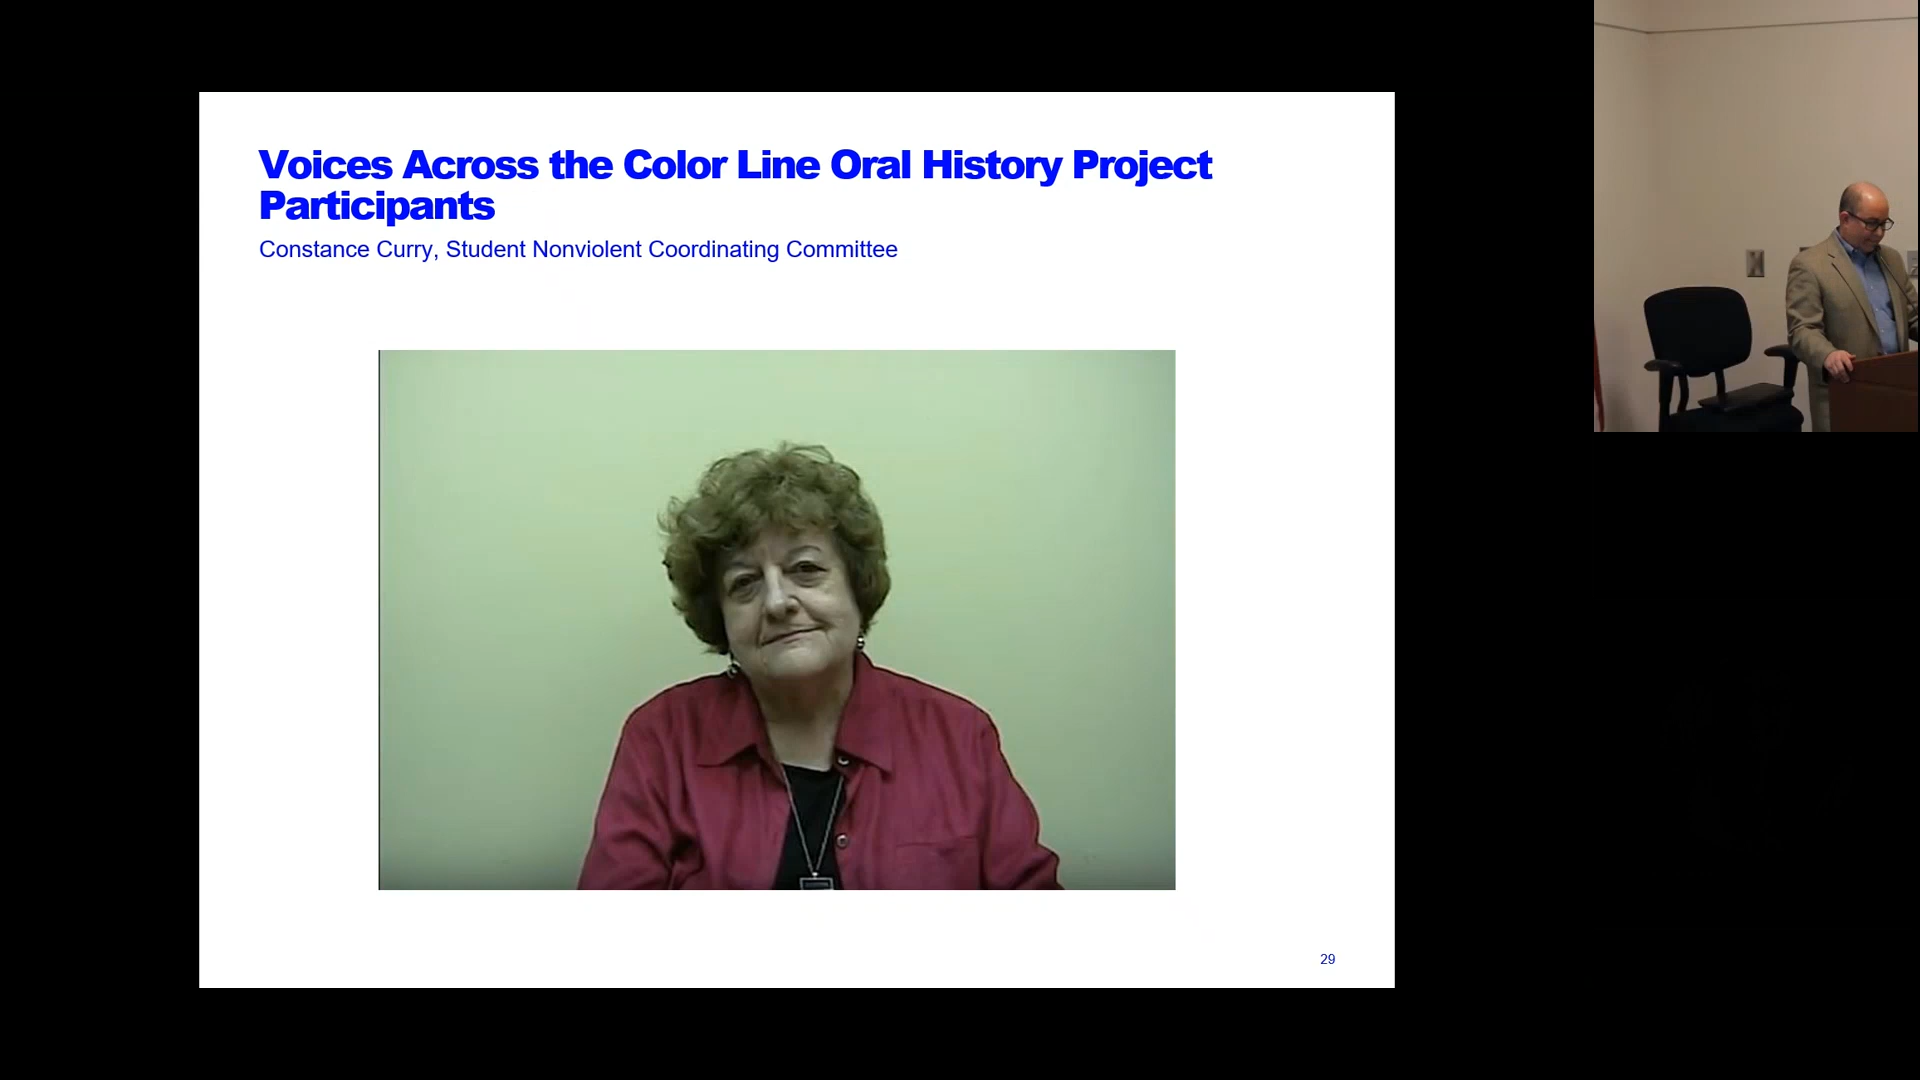 Voices Across the Color Line Oral History Project
Participants
Constance Curry, Student Nonviolent Coordinating Committee
29